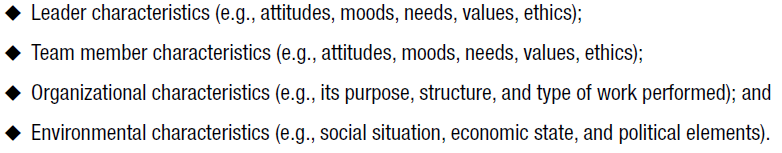 ◆ Leader characteristics (e.g., attitudes, moods, needs, values, ethics);
◆ Team member characteristics (e.g., attitudes, moods, needs, values, ethics);
◆ Organizational characteristics (e.g., its purpose, structure, and type of work performed); and
◆ Environmental characteristics (e.g., social situation, economic state, and political elements).